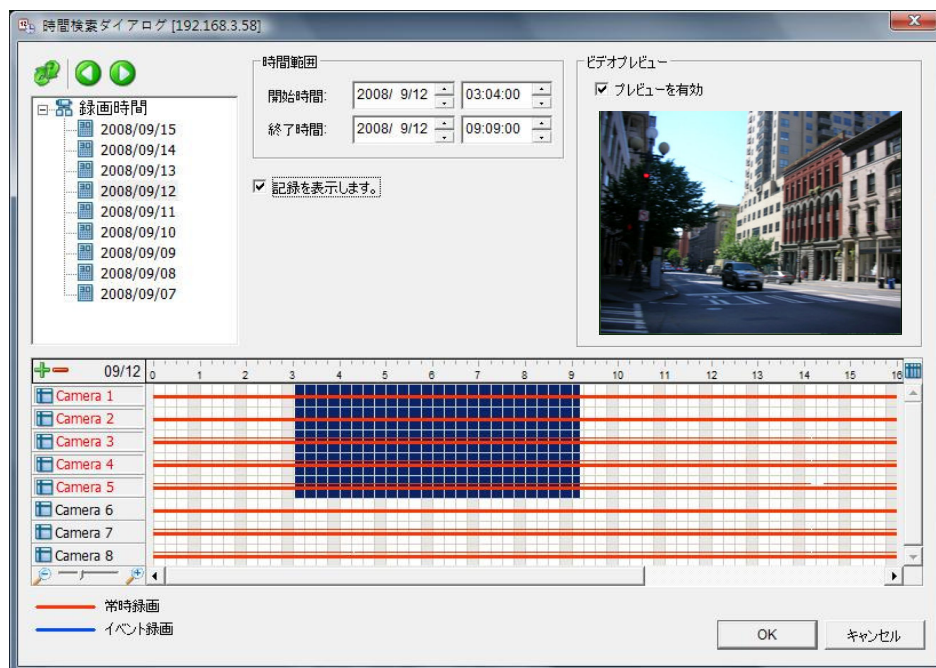 時間検索ダイアログ [192.168.3.58]
録画時間
2008/09/15
2008/09/14
2008/09/13
2008/09/12
2008/09/11
2008/09/10
2008/09/09
2008/09/08
2008/09/07
時間範囲
開始時間: 2008/ 9/12 03:04:00
終了時間: 2008/ 9/12 09:09:00
記録を表示します。
ビデオプレビュー
プレビューを有効
09/12 0 1 2 3 4 5 6 7 8 9 10 11 12 13 14 15 16
Camera 1
Camera 2
Camera 3
Camera 4
Camera 5
Camera 6
Camera 7
Camera 8
常時録画
イベント録画
OK キャンセル